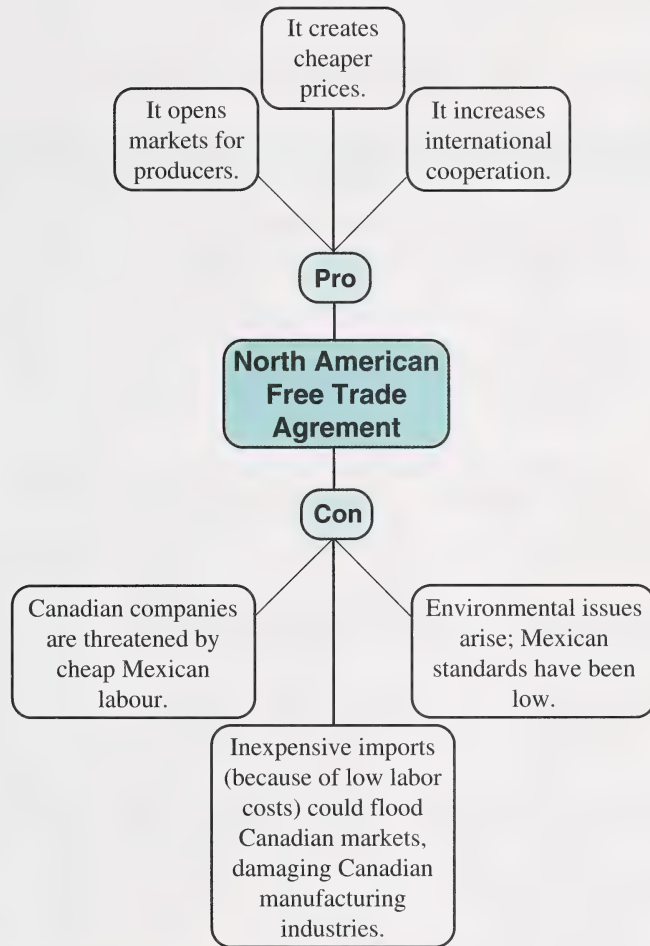 It creates
cheaper
prices.
It opens
markets for
producers.
It increases
international
cooperation.
Pro
North American
Free Trade
Agrement
Con
Canadian companies
are threatened by
cheap Mexican
labour.
Environmental issues
arise; Mexican
standards have been
low.
Inexpensive imports
(because of low labor
costs) could flood
Canadian markets,
damaging Canadian
manufacturing
industries.